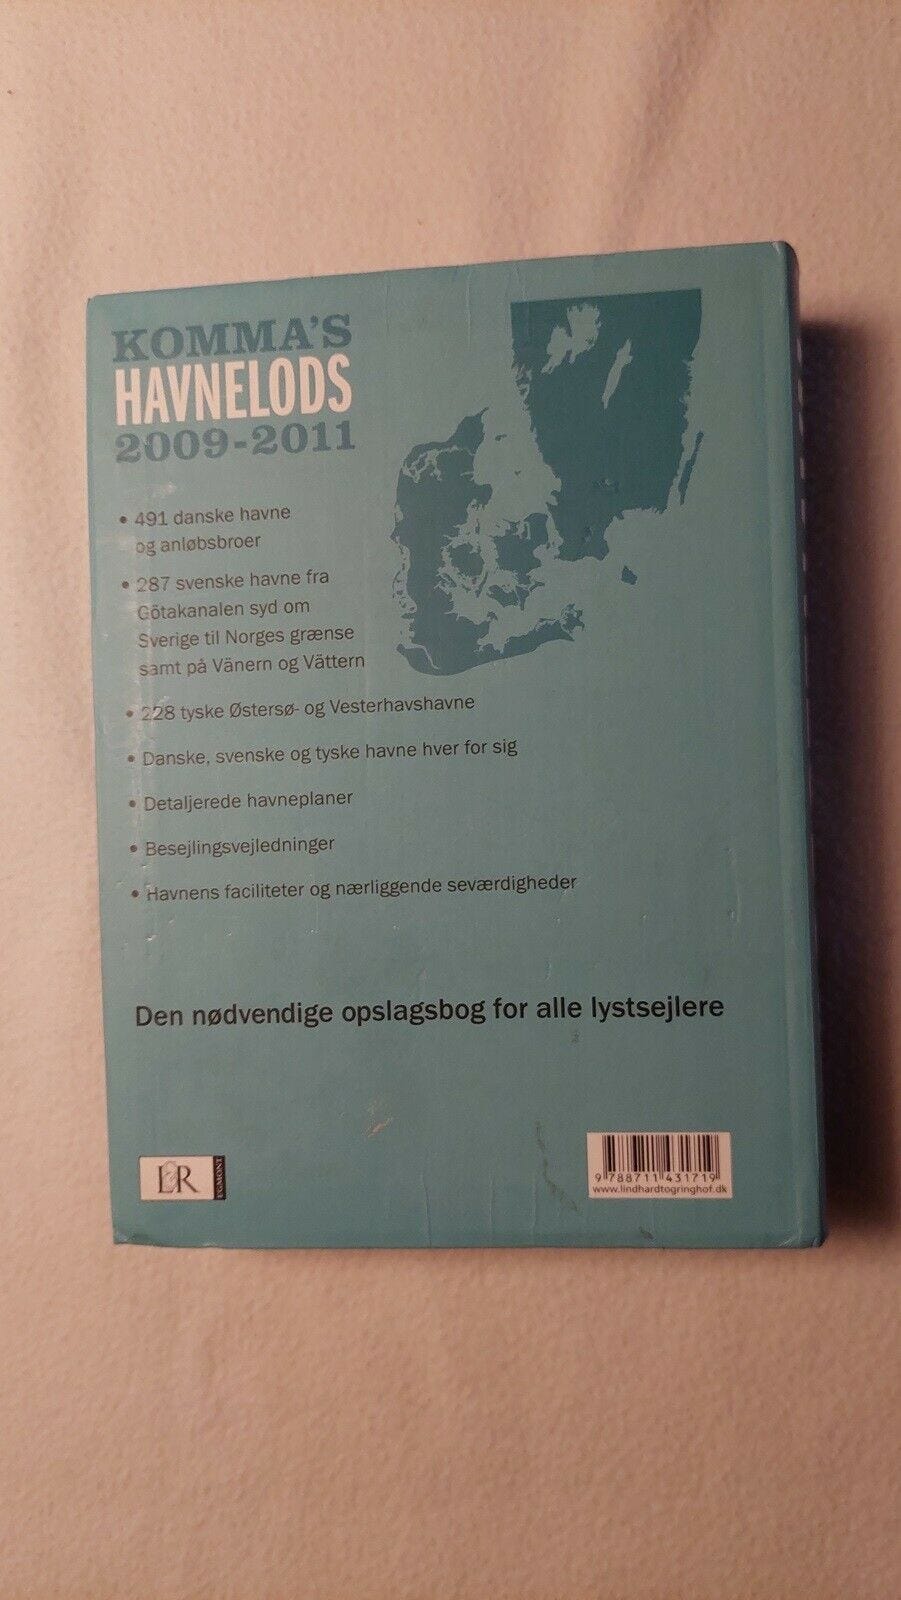 KOMMA'S
HAVNELODS
2009-2011
• 491 danske havne
og anløbsbroer
• 287 svenske havne fra
Götakanalen syd om
Sverige til Norges grænse
samt på Vänern og Vättern
• 228 tyske Østersø- og Vesterhavshavne
• Danske, svenske og tyske havne hver for sig
• Detaljerede havneplaner
• Besejlingsvejledninger
• Havnens faciliteter og nærliggende seværdigheder
Den nødvendige opslagsbog for alle lystsejlere
L&R
EGMONT
9 788711 431719
www.lindhardtogringhof.dk